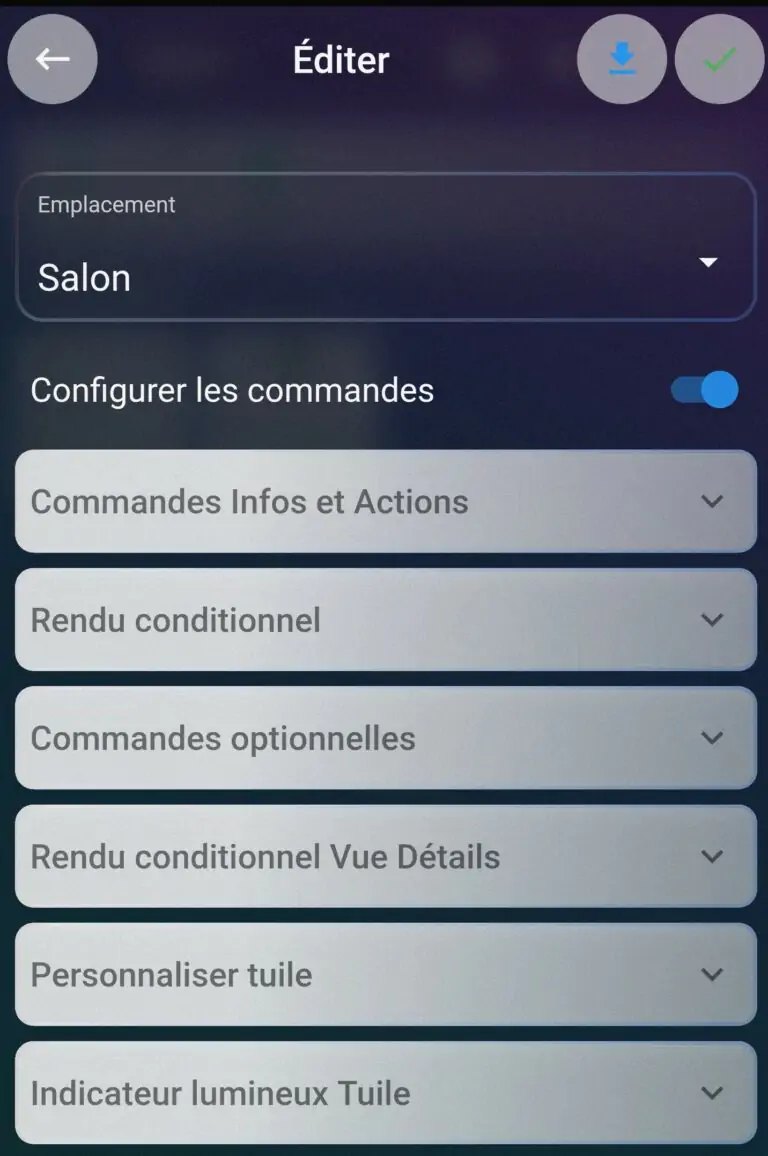 Éditer
Emplacement
Salon
Configurer les commandes
Commandes Infos et Actions
Rendu conditionnel
Commandes optionnelles
Rendu conditionnel Vue Détails
Personnaliser tuile
Indicateur lumineux Tuile